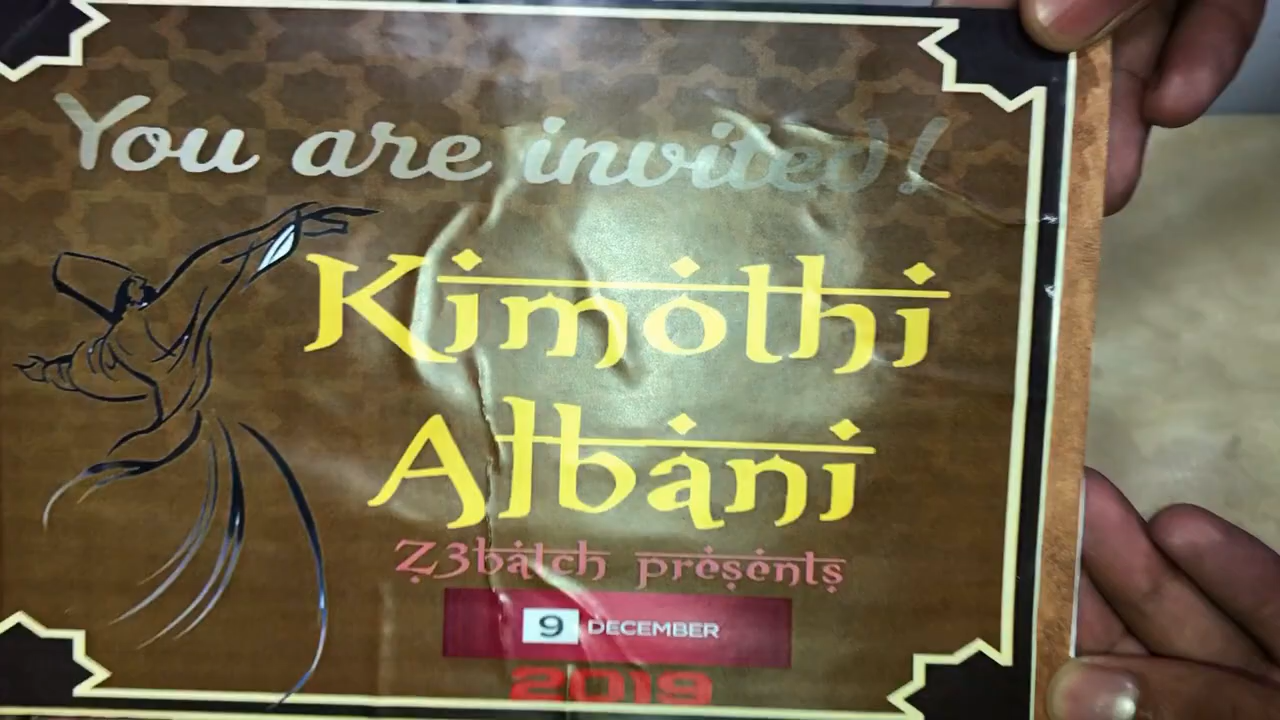 You are invited!
Kimothi
Albani
Z3batch presents
9 DECEMBER
2019